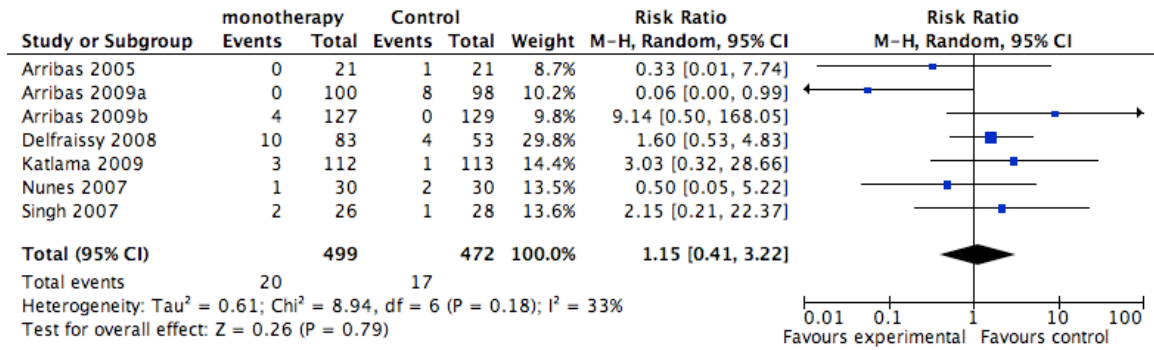 monotherapy Control Risk Ratio Risk Ratio
Study or Subgroup Events Total Events Total Weight M-H, Random, 95% CI M-H, Random, 95% CI
Arribas 2005 0 21 1 21 8.7% 0.33 [0.01, 7.74]
Arribas 2009a 0 100 8 98 10.2% 0.06 [0.00, 0.99]
Arribas 2009b 4 127 0 129 9.8% 9.14 [0.50, 168.05]
Delfraissy 2008 10 83 4 53 29.8% 1.60 [0.53, 4.83]
Katlama 2009 3 112 1 113 14.4% 3.03 [0.32, 28.66]
Nunes 2007 1 30 2 30 13.5% 0.50 [0.05, 5.22]
Singh 2007 2 26 1 28 13.6% 2.15 [0.21, 22.37]
Total (95% CI) 499 472 100.0% 1.15 [0.41, 3.22]
Total events 20 17
Heterogeneity: Tau² = 0.61; Chi² = 8.94, df = 6 (P = 0.18); I² = 33%
Test for overall effect: Z = 0.26 (P = 0.79)
0.01 0.1 1 10 100
Favours experimental Favours control